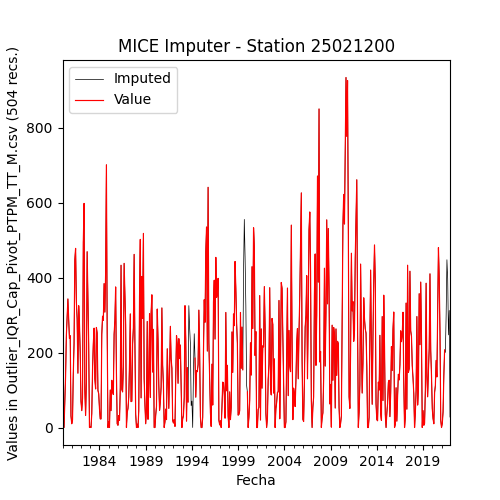 MICE Imputer - Station 25021200
Imputed
Value
Values in Outlier_IQR_Cap_Pivot_PTPM_TT_M.csv (504 recs.)
800
600
400
200
0
1984 1989 1994 1999 2004 2009 2014 2019
Fecha